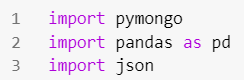 1 import pymongo
2 import pandas as pd
3 import json